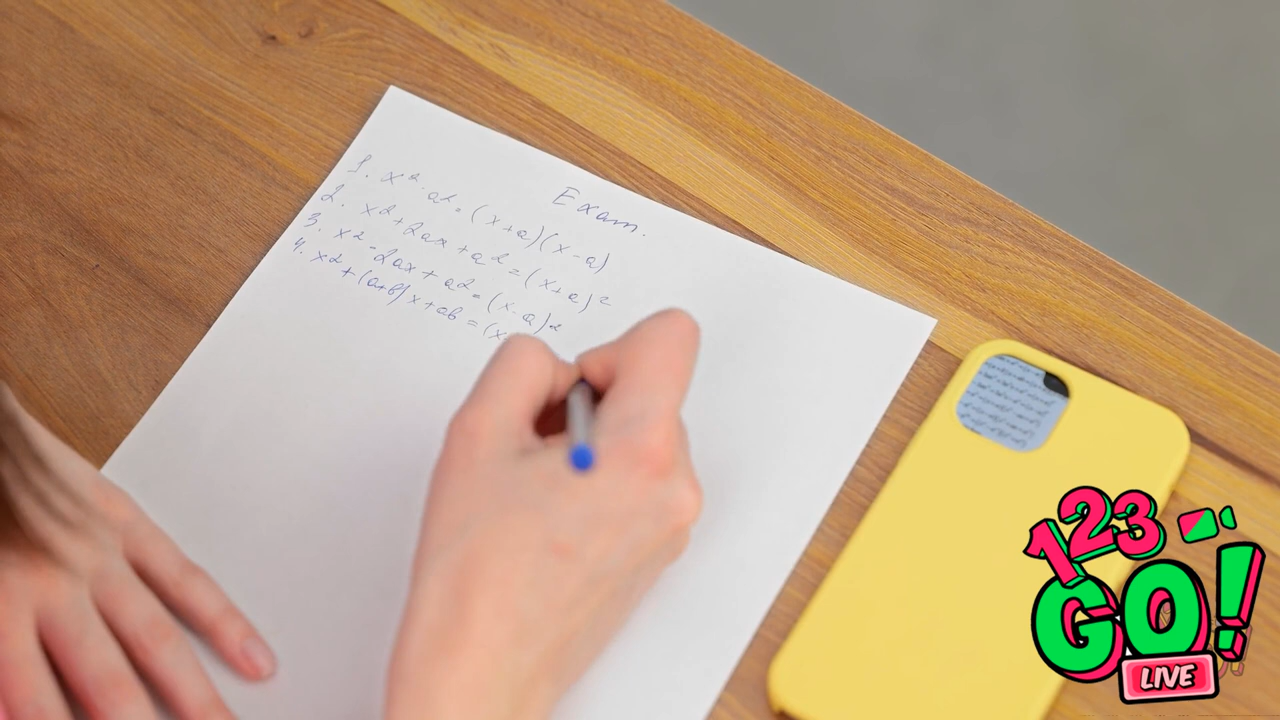 Exam.
1. x² - a² = (x+a)(x-a)
2. x² + 2ax + a² = (x+a)²
3. x² - 2ax + a² = (x-a)²
4. x² + (a+b)x + ab = (x
123
GO!
LIVE